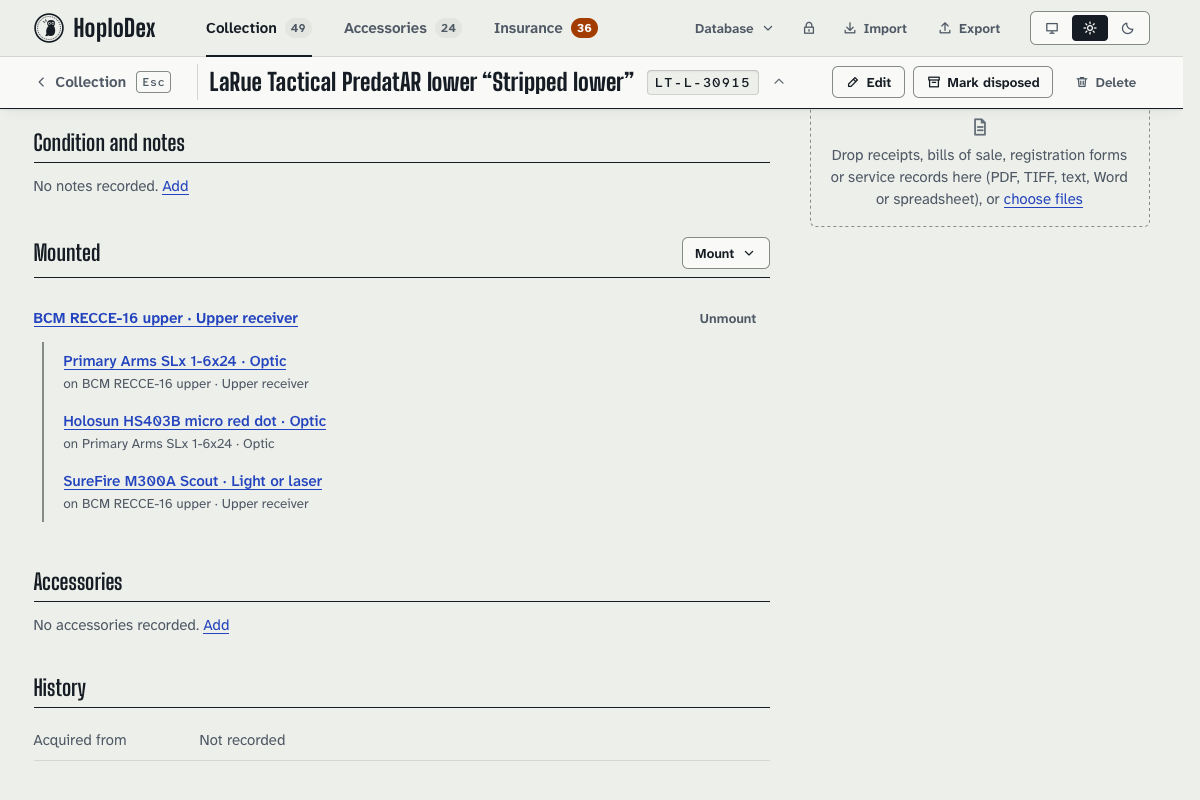 HoploDex
Collection 49
Accessories 24
Insurance 36
Database
Import
Export
Collection Esc
LaRue Tactical PredatAR lower “Stripped lower”
LT-L-30915
Edit
Mark disposed
Delete
Condition and notes
No notes recorded. Add
Drop receipts, bills of sale, registration forms
or service records here (PDF, TIFF, text, Word
or spreadsheet), or choose files
Mounted
Mount
BCM RECCE-16 upper · Upper receiver
Unmount
Primary Arms SLx 1-6x24 · Optic
on BCM RECCE-16 upper · Upper receiver
Holosun HS403B micro red dot · Optic
on Primary Arms SLx 1-6x24 · Optic
SureFire M300A Scout · Light or laser
on BCM RECCE-16 upper · Upper receiver
Accessories
No accessories recorded. Add
History
Acquired from Not recorded